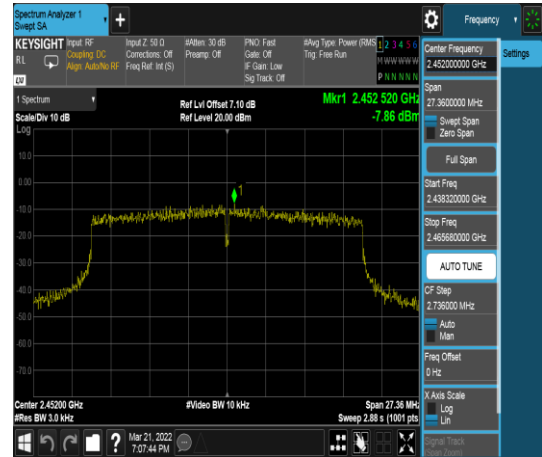 Spectrum Analyzer 1
Swept SA
+
Frequency
KEYSIGHT
RL
LXI
Input: RF
Coupling: DC
Align: Auto/No RF
Input Z: 50 Ω
Corrections: Off
Freq Ref: Int (S)
#Atten: 30 dB
Preamp: Off
PNO: Fast
Gate: Off
IF Gain: Low
Sig Track: Off
#Avg Type: Power (RMS
Trig: Free Run
1 2 3 4 5 6
M W W W W W
P N N N N N
1 Spectrum
Scale/Div 10 dB
Log
Ref Lvl Offset 7.10 dB
Ref Level 20.00 dBm
Mkr1 2.452 520 GHz
-7.86 dBm
10.0
0.00
-10.0
-20.0
-30.0
-40.0
-50.0
-60.0
-70.0
1
Center 2.45200 GHz
#Res BW 3.0 kHz
#Video BW 10 kHz
Span 27.36 MHz
Sweep 2.88 s (1001 pts)
Mar 21, 2022
7:07:44 PM
Center Frequency
2.452000000 GHz
Settings
Span
27.3600000 MHz
Swept Span
Zero Span
Full Span
Start Freq
2.438320000 GHz
Stop Freq
2.465680000 GHz
AUTO TUNE
CF Step
2.736000 MHz
Auto
Man
Freq Offset
0 Hz
X Axis Scale
Log
Lin
Signal Track
(Span Zoom)